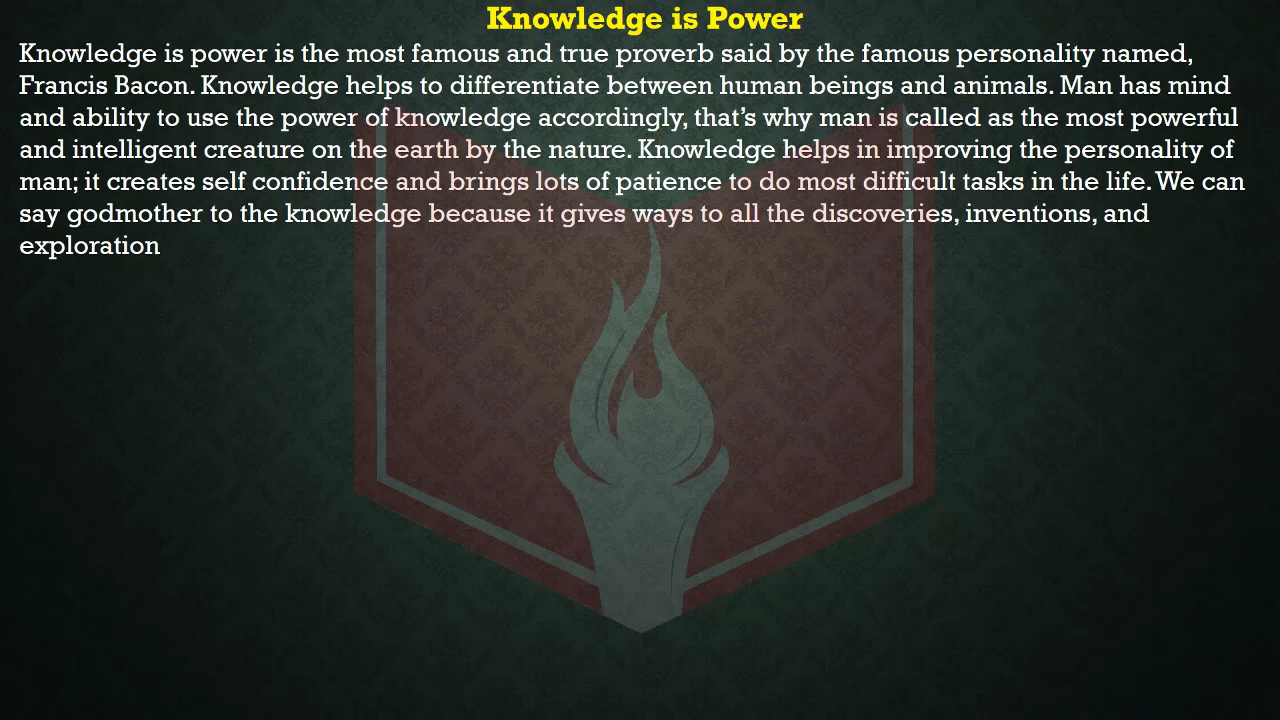 Knowledge is Power
Knowledge is power is the most famous and true proverb said by the famous personality named,
Francis Bacon. Knowledge helps to differentiate between human beings and animals. Man has mind
and ability to use the power of knowledge accordingly, that’s why man is called as the most powerful
and intelligent creature on the earth by the nature. Knowledge helps in improving the personality of
man; it creates self confidence and brings lots of patience to do most difficult tasks in the life. We can
say godmother to the knowledge because it gives ways to all the discoveries, inventions, and
exploration